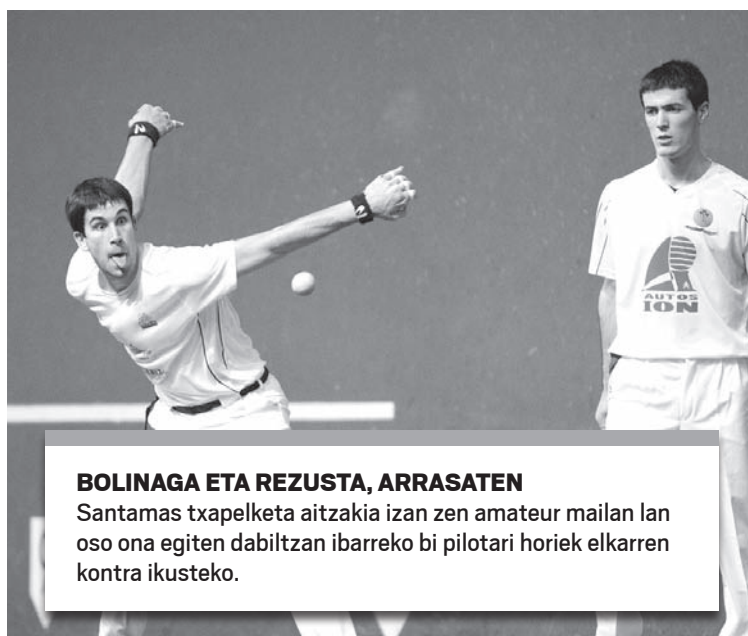 AUTOS
ION
BOLINAGA ETA REZUSTA, ARRASATEN
Santamas txapelketa aitzakia izan zen amateur mailan lan
oso ona egiten dabiltzan ibarreko bi pilotari horiek elkarren
kontra ikusteko.